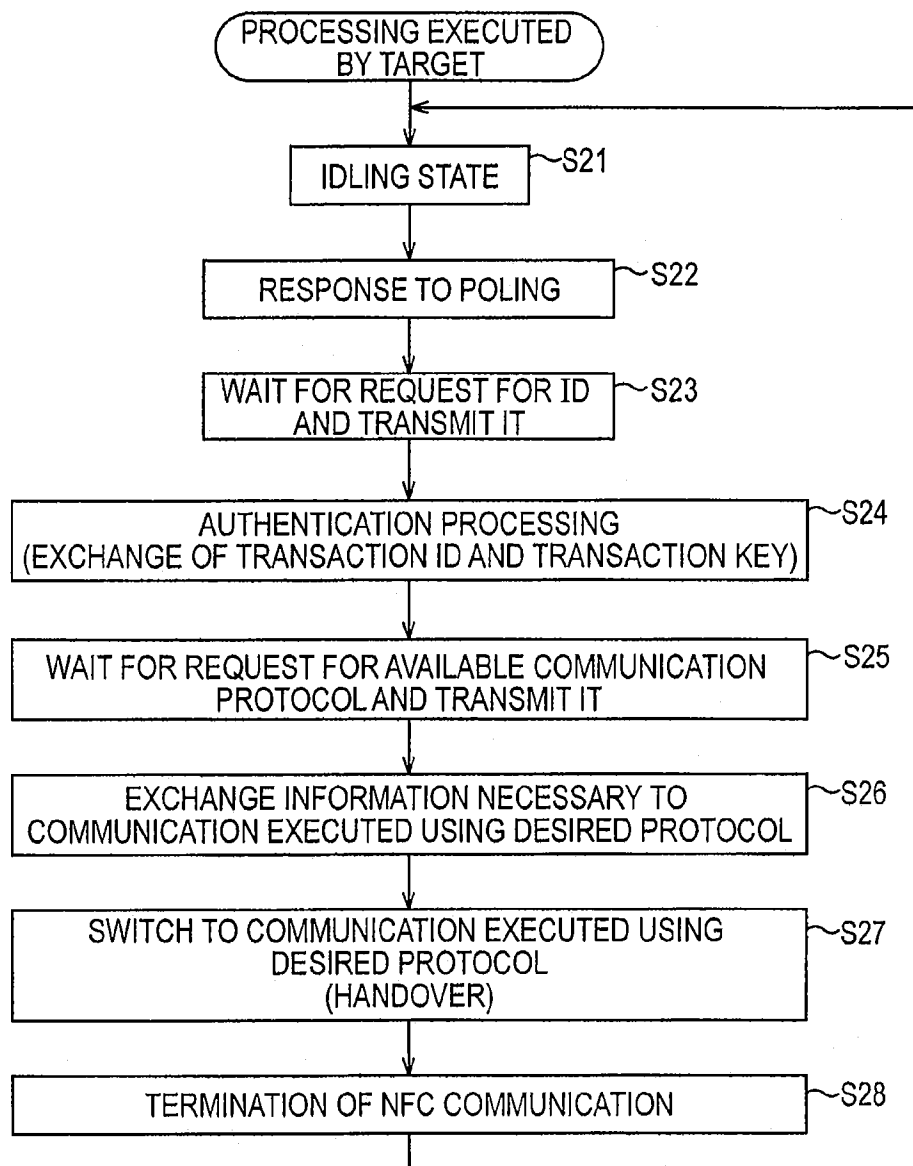 PROCESSING EXECUTED
BY TARGET
IDLING STATE
S21
RESPONSE TO POLING
S22
WAIT FOR REQUEST FOR ID
AND TRANSMIT IT
S23
AUTHENTICATION PROCESSING
(EXCHANGE OF TRANSACTION ID AND TRANSACTION KEY)
S24
WAIT FOR REQUEST FOR AVAILABLE COMMUNICATION
PROTOCOL AND TRANSMIT IT
S25
EXCHANGE INFORMATION NECESSARY TO
COMMUNICATION EXECUTED USING DESIRED PROTOCOL
S26
SWITCH TO COMMUNICATION EXECUTED USING
DESIRED PROTOCOL
(HANDOVER)
S27
TERMINATION OF NFC COMMUNICATION
S28